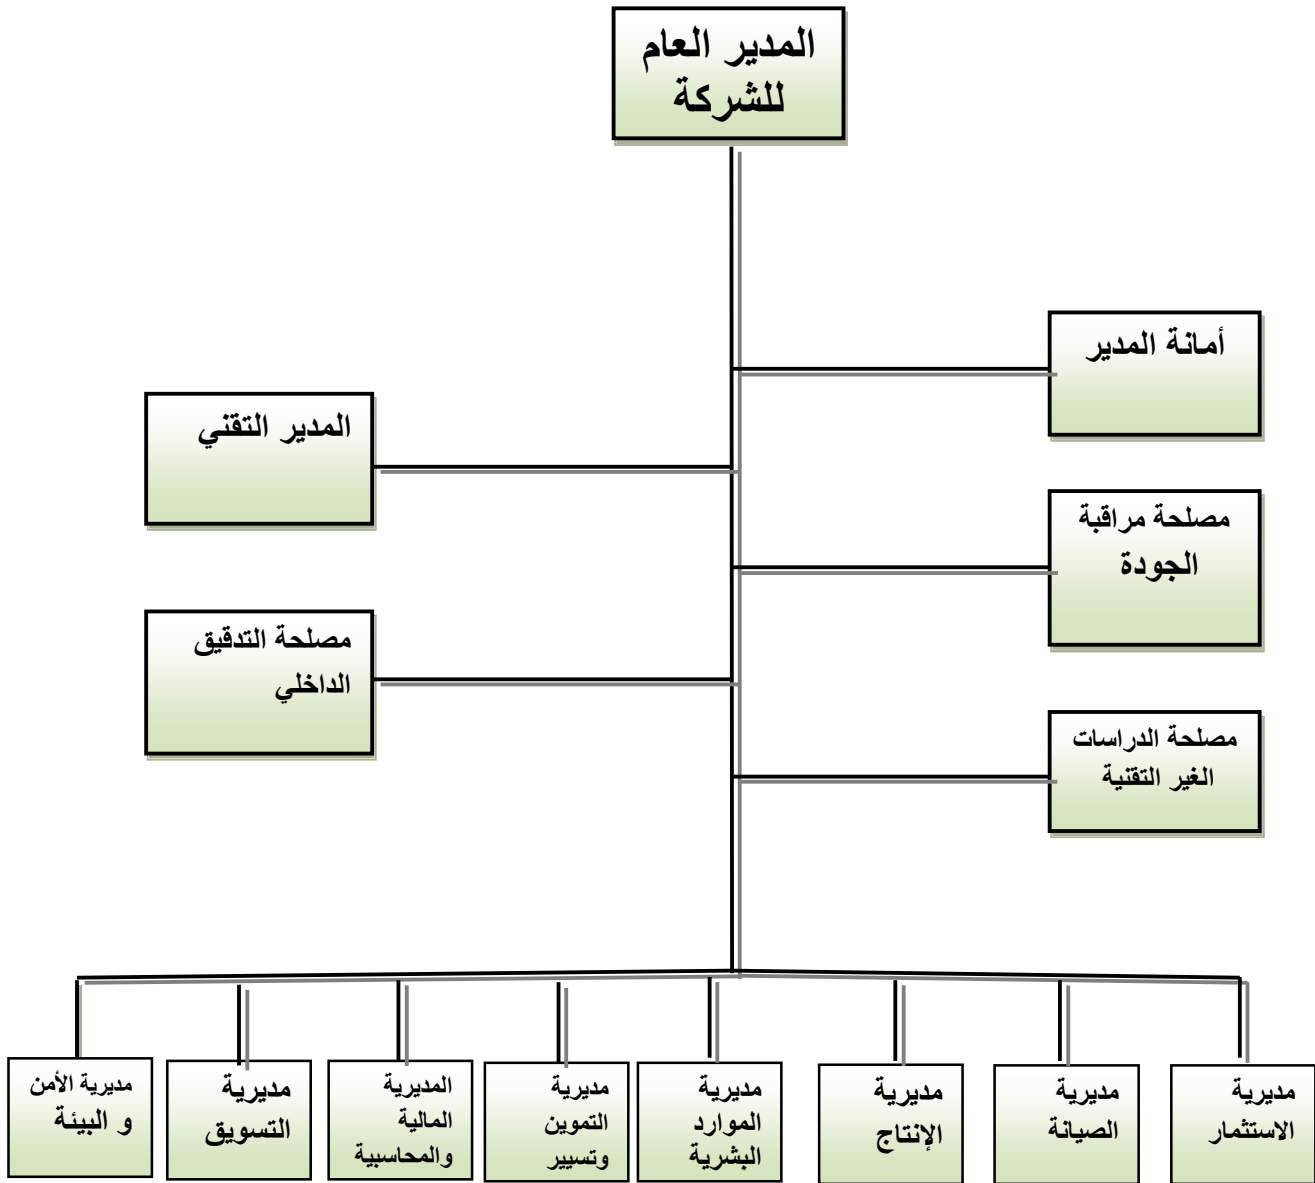 المدير العام
للشركة
أمانة المدير
المدير التقني
مصلحة مراقبة
الجودة
مصلحة التدقيق
الداخلي
مصلحة الدراسات
الغير التقنية
مديرية
الاستثمار
مديرية
الصيانة
مديرية
الإنتاج
مديرية
الموارد
البشرية
مديرية
التموين
وتسيير
المديرية
المالية
والمحاسبية
مديرية
التسويق
مديرية الأمن
و البيئة